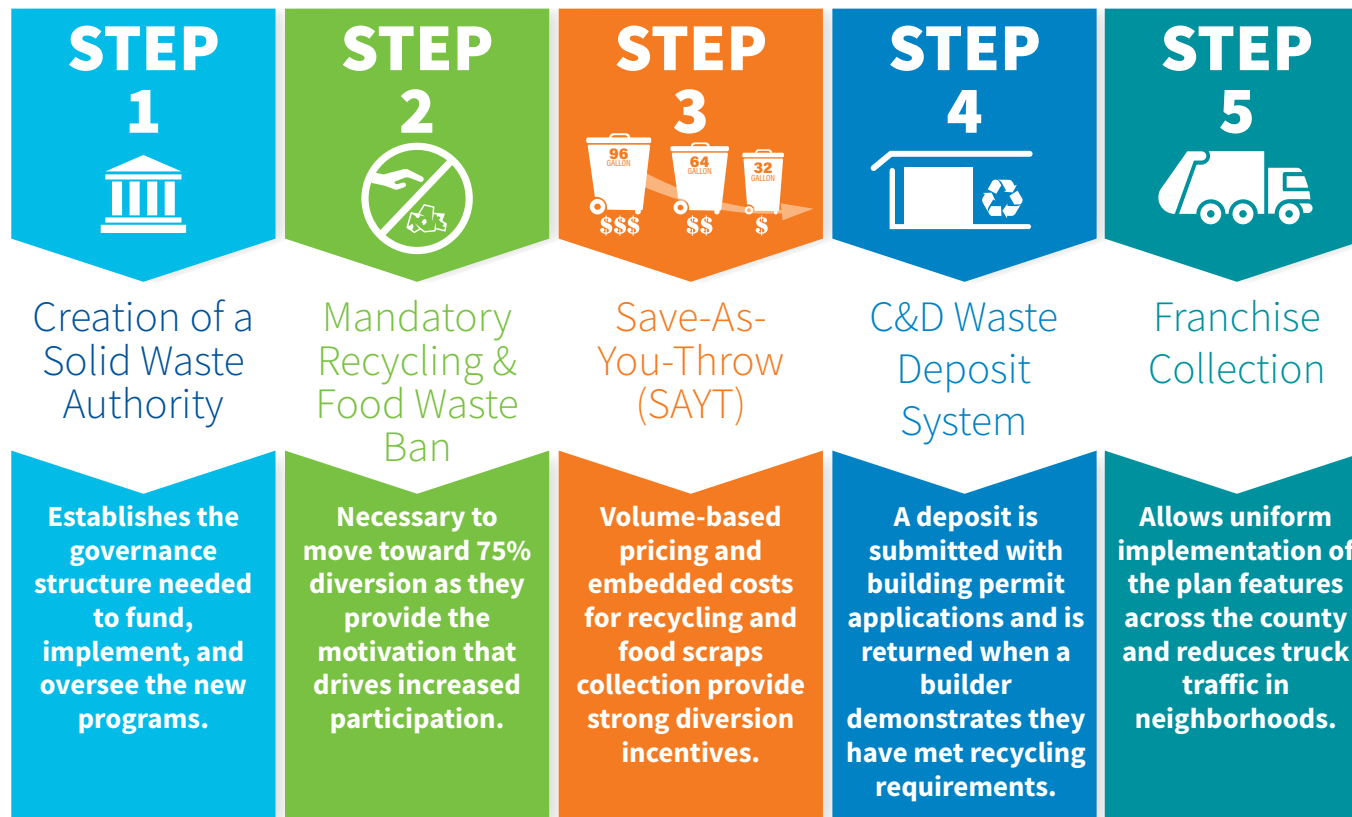 STEP
1
Creation of a
Solid Waste
Authority
Establishes the
governance
structure needed
to fund,
implement, and
oversee the new
programs.
STEP
2
Mandatory
Recycling &
Food Waste
Ban
Necessary to
move toward 75%
diversion as they
provide the
motivation that
drives increased
participation.
STEP
3
96
GALLON
$$$
64
GALLON
$$
32
GALLON
$
Save-As-
You-Throw
(SAYT)
Volume-based
pricing and
embedded costs
for recycling and
food scraps
collection provide
strong diversion
incentives.
STEP
4
C&D Waste
Deposit
System
A deposit is
submitted with
building permit
applications and is
returned when a
builder
demonstrates they
have met recycling
requirements.
STEP
5
Franchise
Collection
Allows uniform
implementation of
the plan features
across the county
and reduces truck
traffic in
neighborhoods.